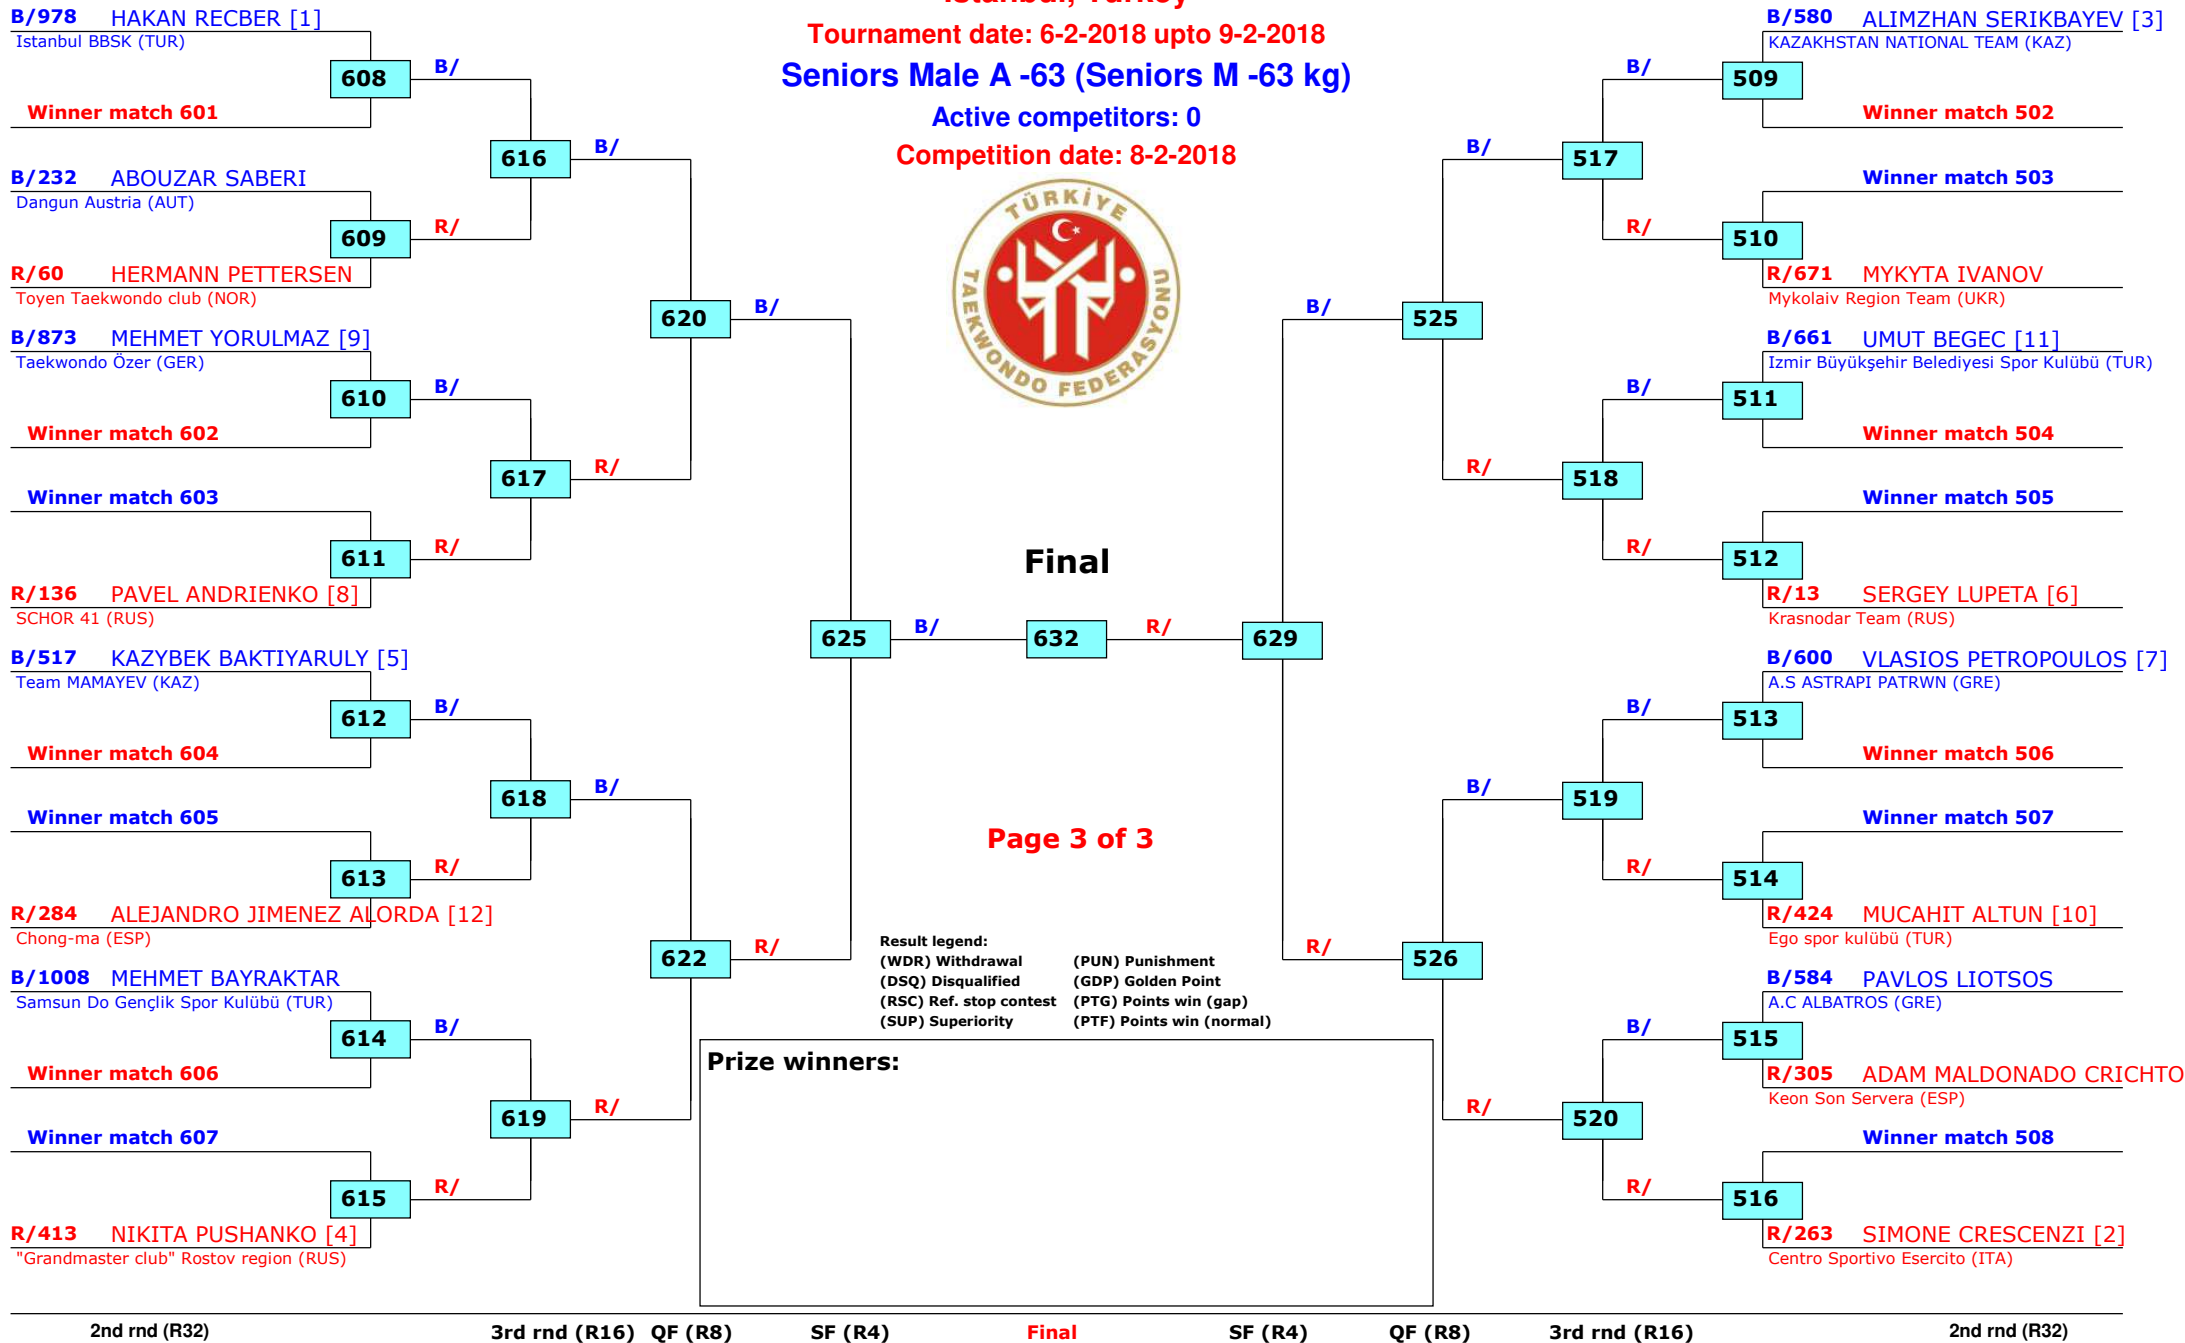 Istanbul, Turkey
Tournament date: 6-2-2018 upto 9-2-2018
Seniors Male A -63 (Seniors M -63 kg)
Active competitors: 0
Competition date: 8-2-2018
TÜRKİYE
TAEKWONDO FEDERASYONU
B/978 HAKAN RECBER [1]
Istanbul BBSK (TUR)
608
B/
Winner match 601
616
B/
B/232 ABOUZAR SABERI
Dangun Austria (AUT)
609
R/
R/60 HERMANN PETTERSEN
Toyen Taekwondo club (NOR)
620
B/
B/873 MEHMET YORULMAZ [9]
Taekwondo Özer (GER)
610
B/
Winner match 602
617
R/
Winner match 603
611
R/
R/136 PAVEL ANDRIENKO [8]
SCHOR 41 (RUS)
625
B/
B/517 KAZYBEK BAKTIYARULY [5]
Team MAMAYEV (KAZ)
612
B/
Winner match 604
618
B/
Winner match 605
613
R/
R/284 ALEJANDRO JIMENEZ ALORDA [12]
Chong-ma (ESP)
622
R/
B/1008 MEHMET BAYRAKTAR
Samsun Do Gençlik Spor Kulübü (TUR)
614
B/
Winner match 606
619
R/
Winner match 607
615
R/
R/413 NIKITA PUSHANKO [4]
"Grandmaster club" Rostov region (RUS)
Final
632
R/
629
Page 3 of 3
Result legend:
(WDR) Withdrawal (PUN) Punishment
(DSQ) Disqualified (GDP) Golden Point
(RSC) Ref. stop contest (PTG) Points win (gap)
(SUP) Superiority (PTF) Points win (normal)
Prize winners:
B/580 ALIMZHAN SERIKBAYEV [3]
KAZAKHSTAN NATIONAL TEAM (KAZ)
B/
509
Winner match 502
B/
517
Winner match 503
R/
510
R/671 MYKYTA IVANOV
Mykolaiv Region Team (UKR)
B/
525
B/661 UMUT BEGEC [11]
Izmir Büyükşehir Belediyesi Spor Kulübü (TUR)
B/
511
Winner match 504
R/
518
Winner match 505
R/
512
R/13 SERGEY LUPETA [6]
Krasnodar Team (RUS)
B/600 VLASIOS PETROPOULOS [7]
A.S ASTRAPI PATRWN (GRE)
B/
513
Winner match 506
B/
519
Winner match 507
R/
514
R/424 MUCAHIT ALTUN [10]
Ego spor kulübü (TUR)
R/
526
B/584 PAVLOS LIOTSOS
A.C ALBATROS (GRE)
B/
515
R/305 ADAM MALDONADO CRICHTO
Keon Son Servera (ESP)
R/
520
Winner match 508
R/
516
R/263 SIMONE CRESCENZI [2]
Centro Sportivo Esercito (ITA)
2nd rnd (R32) 3rd rnd (R16) QF (R8) SF (R4) Final SF (R4) QF (R8) 3rd rnd (R16) 2nd rnd (R32)